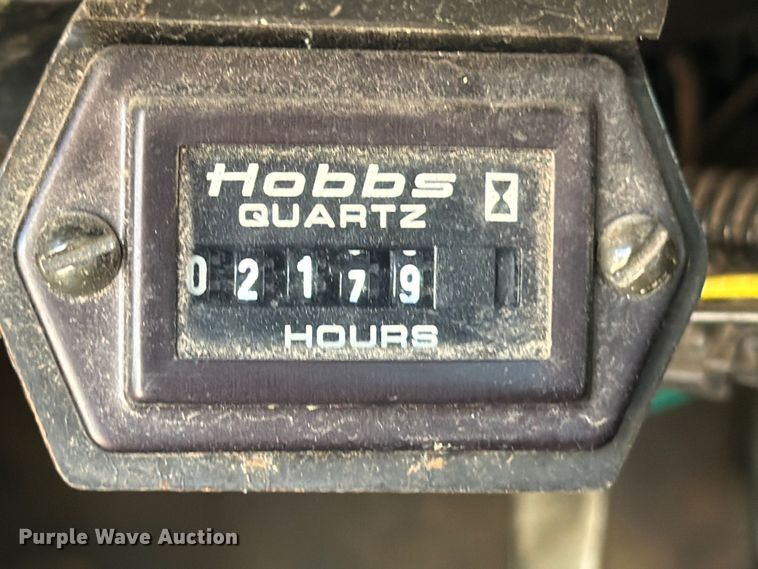 Hobbs
QUARTZ
02179
HOURS
Purple Wave Auction